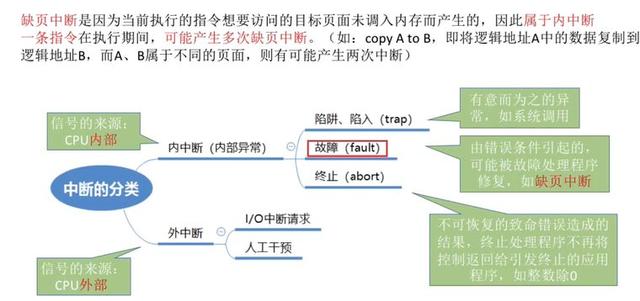 缺页中断是因为当前执行的指令想要访问的目标页面未调入内存而产生的，因此属于内中断
一条指令在执行期间，可能产生多次缺页中断。（如：copy A to B，即将逻辑地址A中的数据复制到
逻辑地址B，而A、B属于不同的页面，则有可能产生两次中断）
信号的来源：
CPU内部
中断的分类
内中断（内部异常）
陷阱、陷入（trap）
有意而为之的异
常，如系统调用
故障（fault）
由错误条件引起的，
可能被故障处理程序
修复，如缺页中断
终止（abort）
不可恢复的致命错误造成的
结果，终止处理程序不再将
控制返回给引发终止的应用
程序，如整数除0
外中断
I/O中断请求
人工干预
信号的来源：
CPU外部